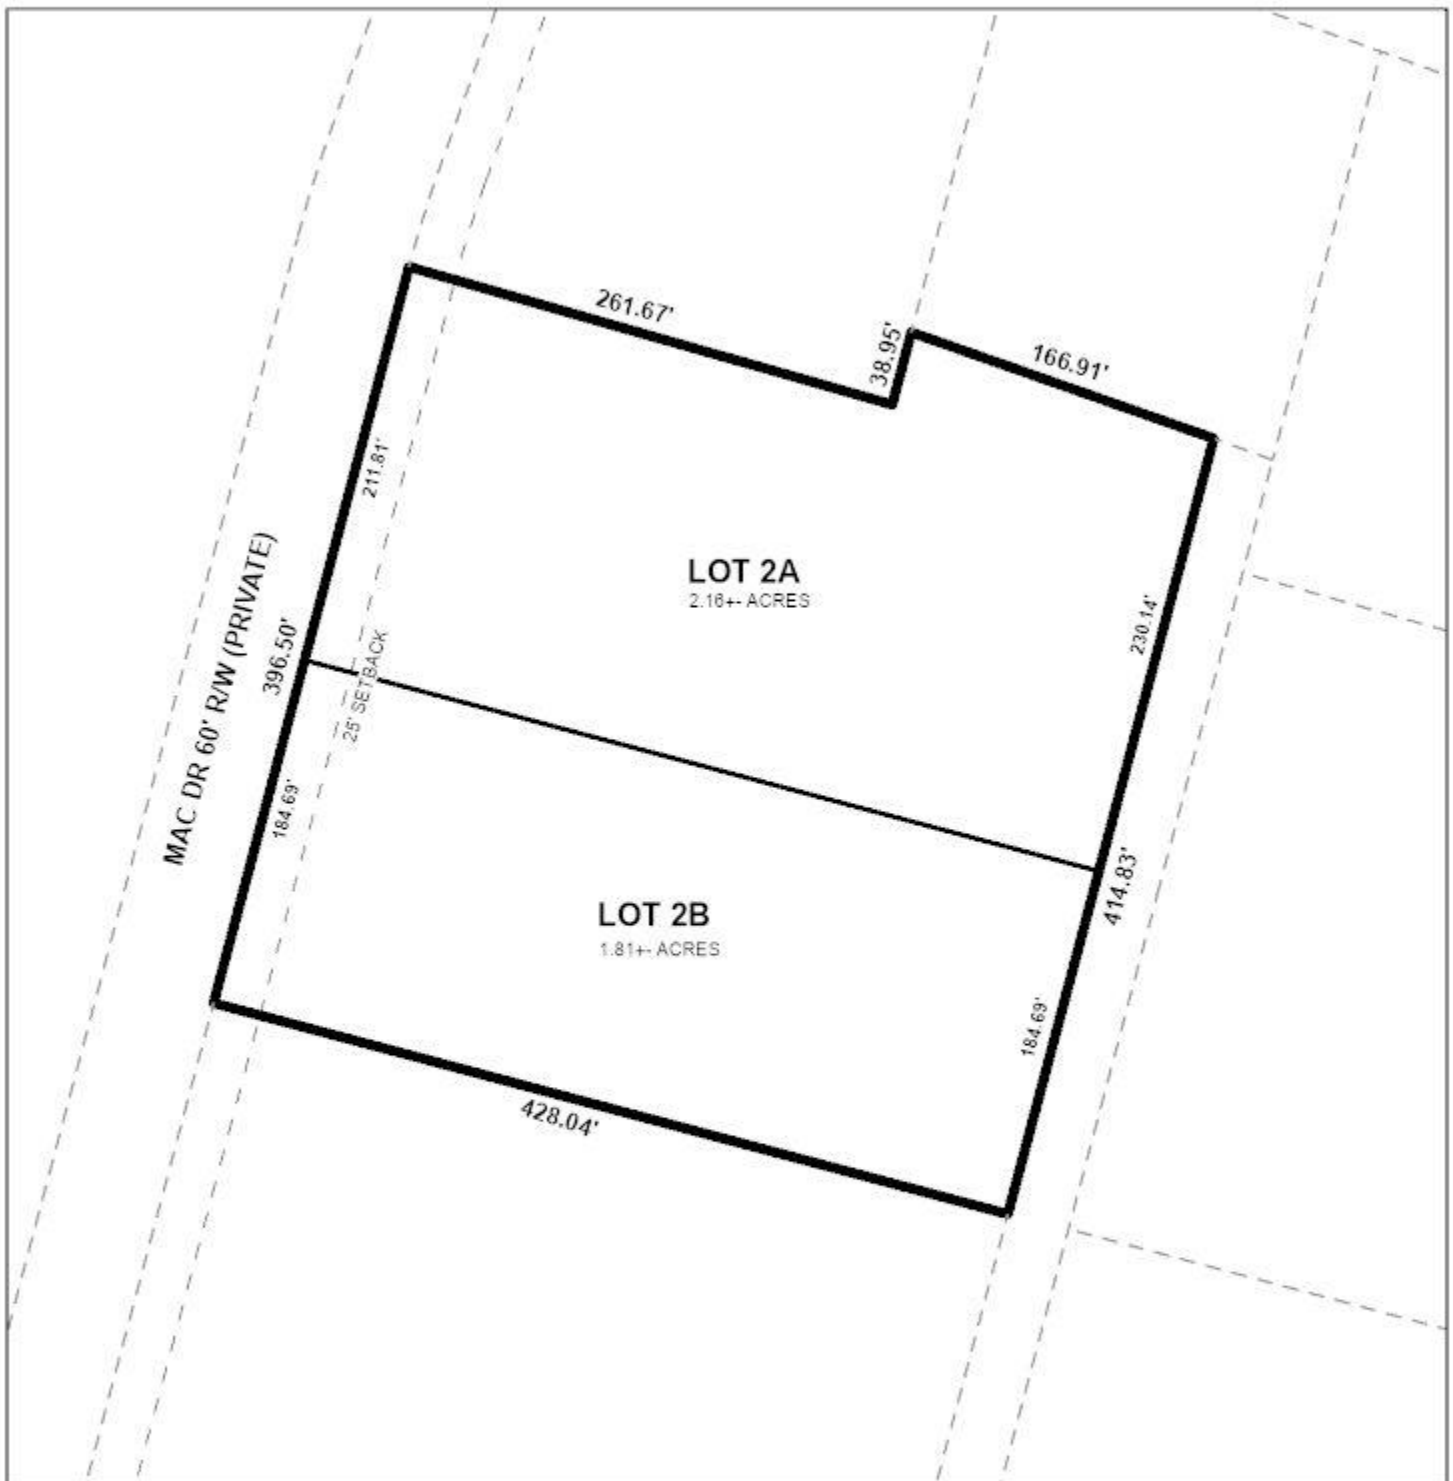 261.67'
38.95'
166.91'
211.81'
LOT 2A
2.16+- ACRES
230.14'
MAC DR 60' R/W (PRIVATE)
396.50'
25' SETBACK
184.69'
414.83'
LOT 2B
1.81+- ACRES
184.69'
428.04'